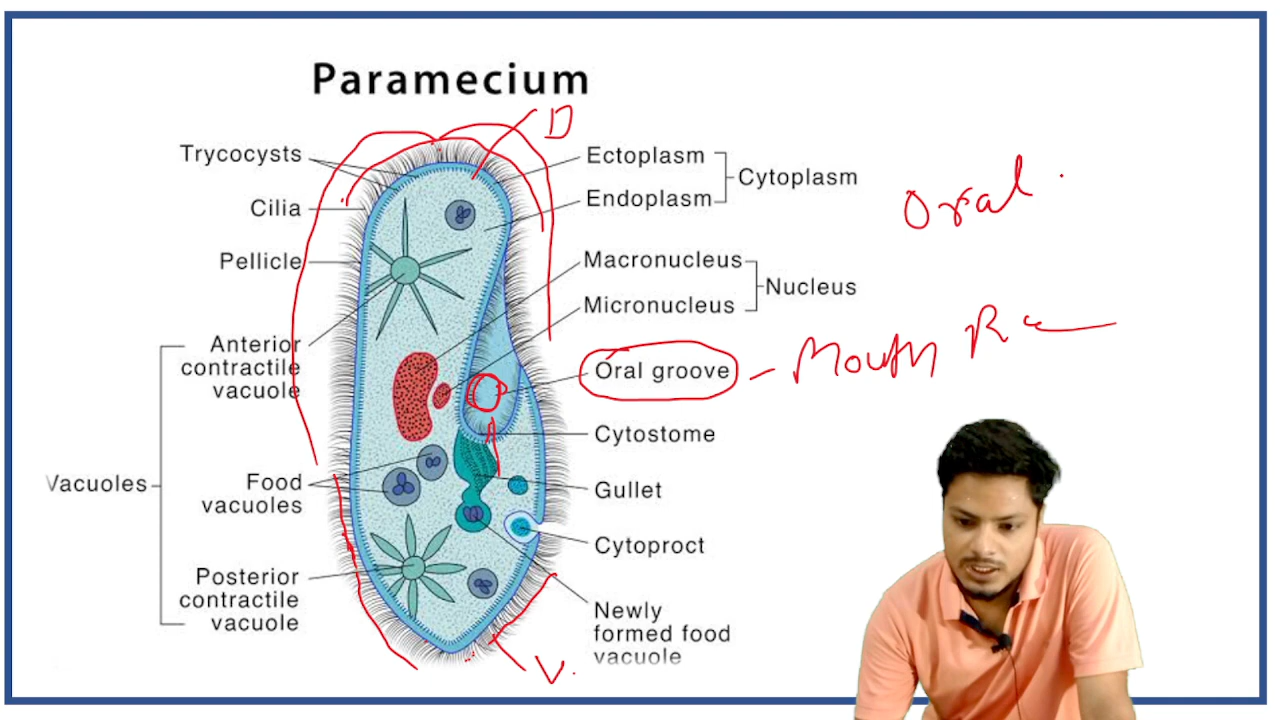 Paramecium
D
Trycocysts
Cilia
Pellicle
Anterior
contractile
vacuole
Vacuoles
Food
vacuoles
Posterior
contractile
vacuole
Ectoplasm
Endoplasm
Cytoplasm
Macronucleus
Micronucleus
Nucleus
Oral groove
Cytostome
Gullet
Cytoproct
Newly
formed food
vacuole
V.
Oral
Mouth